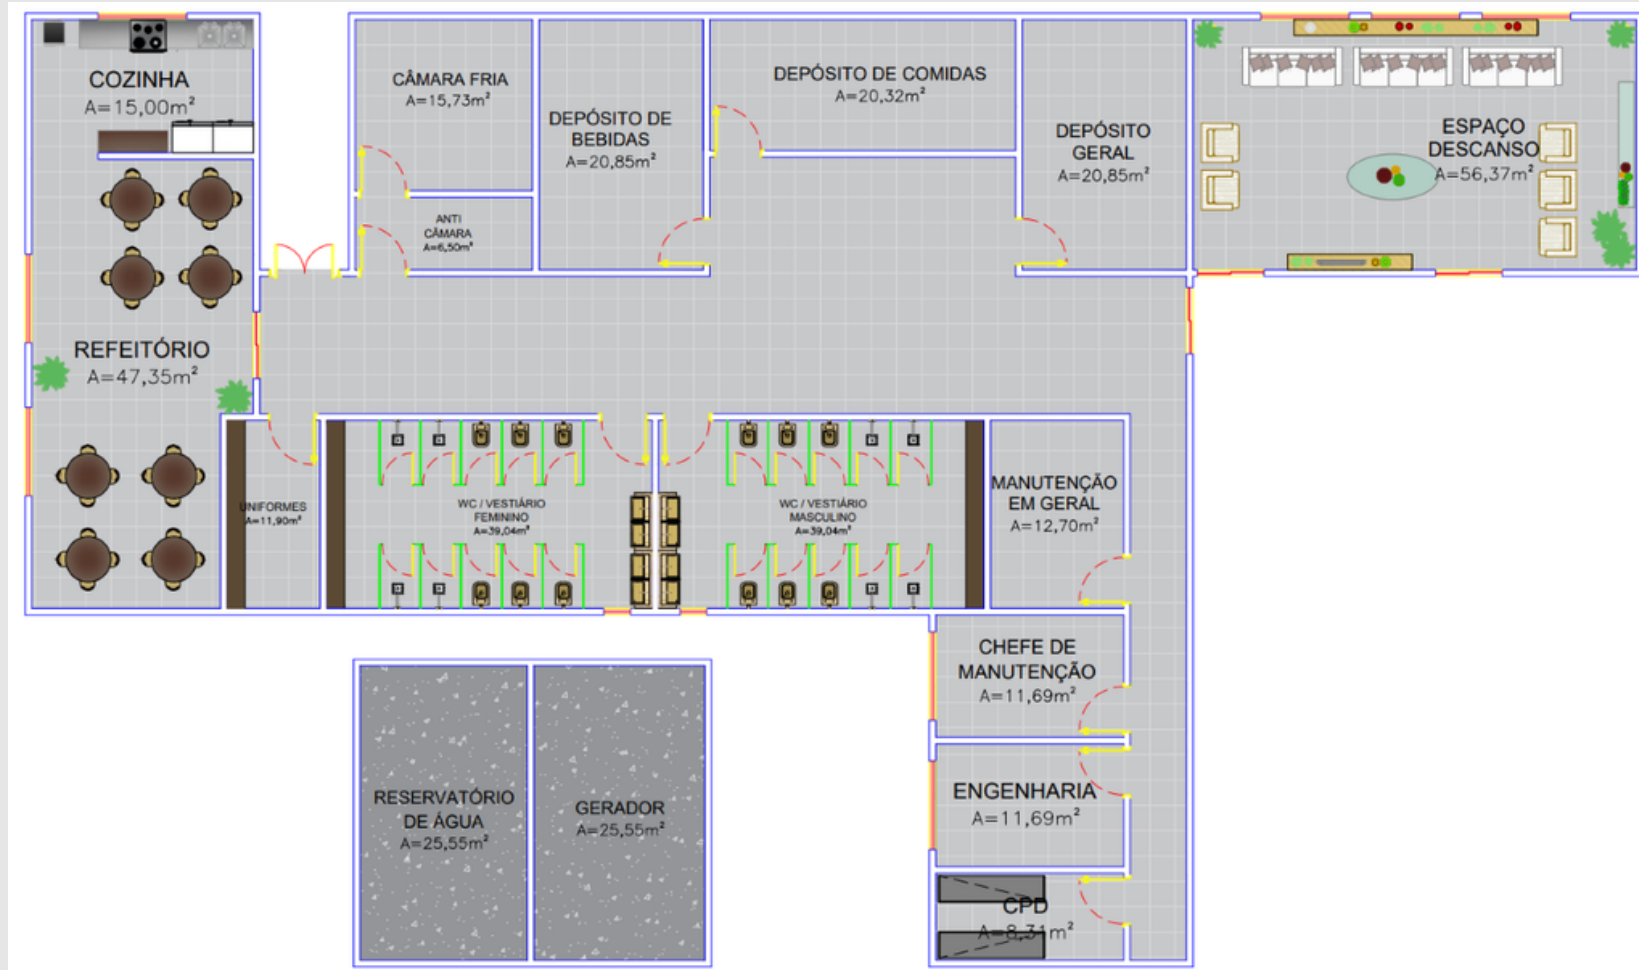 COZINHA
A=15,00m²
CÂMARA FRIA
A=15,73m²
DEPÓSITO DE
BEBIDAS
A=20,85m²
DEPÓSITO DE COMIDAS
A=20,32m²
DEPÓSITO
GERAL
A=20,85m²
ESPAÇO
DESCANSO
A=56,37m²
ANTI
CÂMARA
A=6,50m²
REFEITÓRIO
A=47,35m²
UNIFORMES
A=11,90m²
WC / VESTIÁRIO
FEMININO
A=39,04m²
WC / VESTIÁRIO
MASCULINO
A=39,04m²
MANUTENÇÃO
EM GERAL
A=12,70m²
CHEFE DE
MANUTENÇÃO
A=11,69m²
RESERVATÓRIO
DE ÁGUA
A=25,55m²
GERADOR
A=25,55m²
ENGENHARIA
A=11,69m²
CPD
A=8,31m²